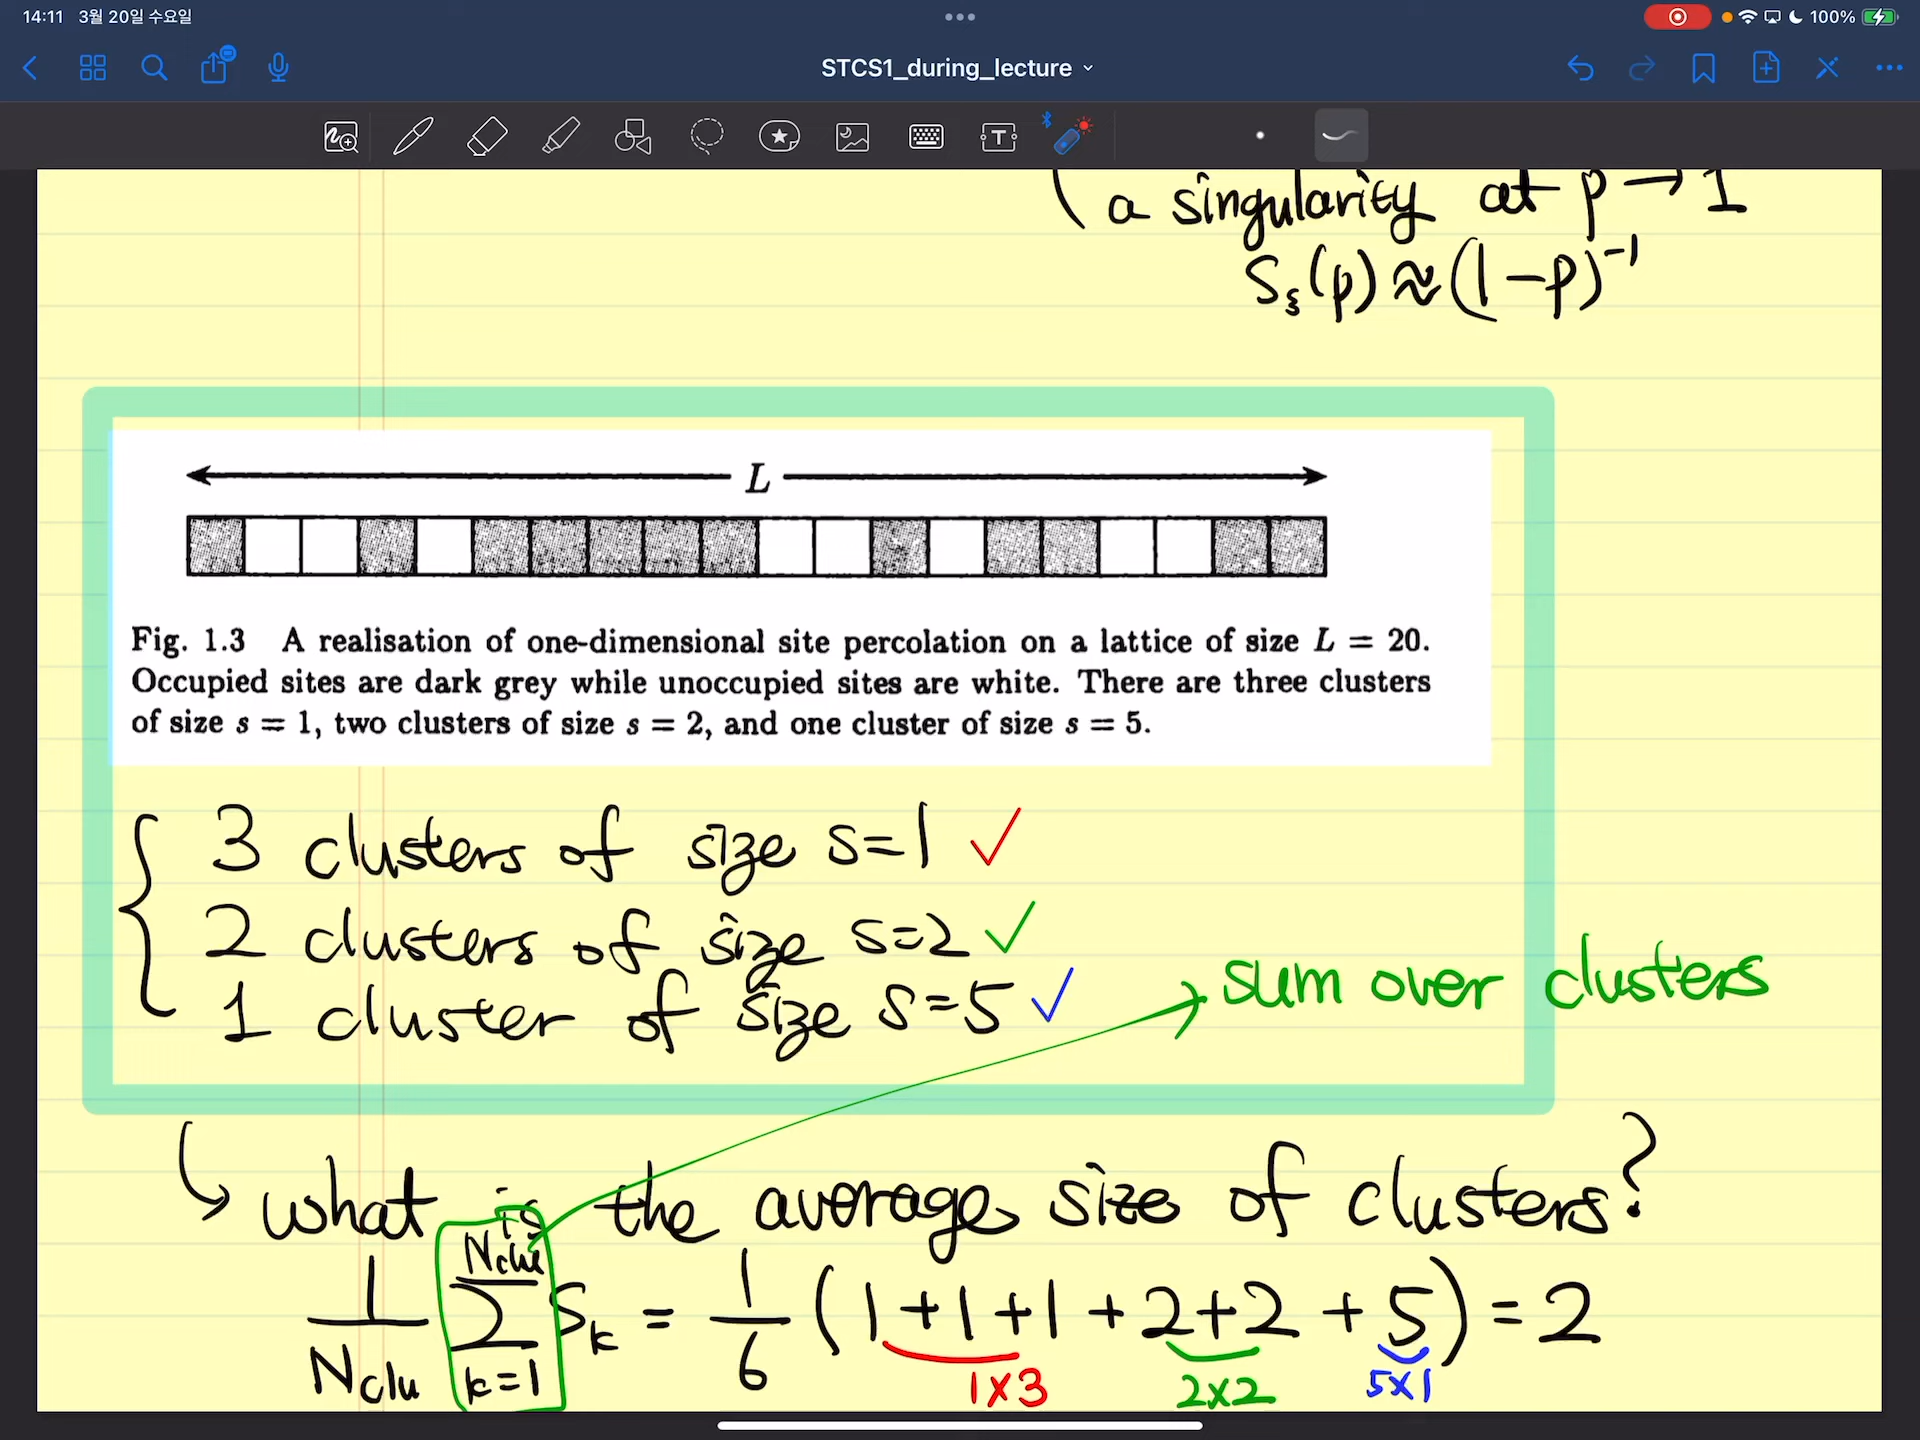 14:11 3월 20일 수요일
100%
STCS1_during_lecture
a singularity at p → 1
Sξ(p) ≈ (1-p)⁻¹
L
Fig. 1.3 A realisation of one-dimensional site percolation on a lattice of size L = 20.
Occupied sites are dark grey while unoccupied sites are white. There are three clusters
of size s = 1, two clusters of size s = 2, and one cluster of size s = 5.
3 clusters of size s=1 ✓
2 clusters of size s=2 ✓
1 cluster of size s=5 ✓
→ sum over clusters
what is the average size of clusters?
1/Nclu Σ_{k=1}^{Nclu} Sk = 1/6 (1+1+1+2+2+5) = 2
1×3 2×2 5×1